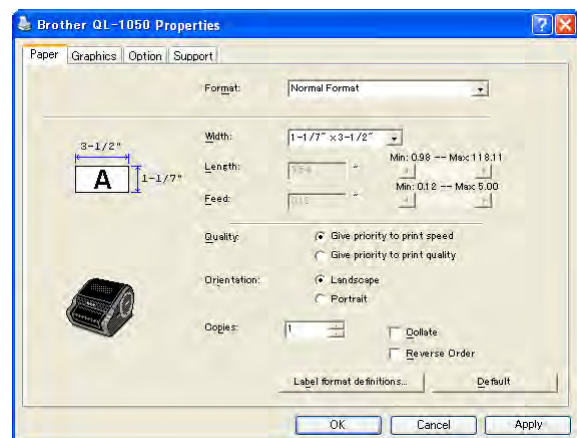 Brother QL-1050 Properties
Paper Graphics Option Support
Format: Normal Format
Width: 1-1/7" x3-1/2"
3-1/2"
A 1-1/7"
Length: " Min: 0.98 -- Max 118.11
Feed: " Min: 0.12 -- Max 5.00
Quality: Give priority to print speed
Give priority to print quality
Orientation: Landscape
Portrait
Copies: 1 Collate
Reverse Order
Label format definitions... Default
OK Cancel Apply